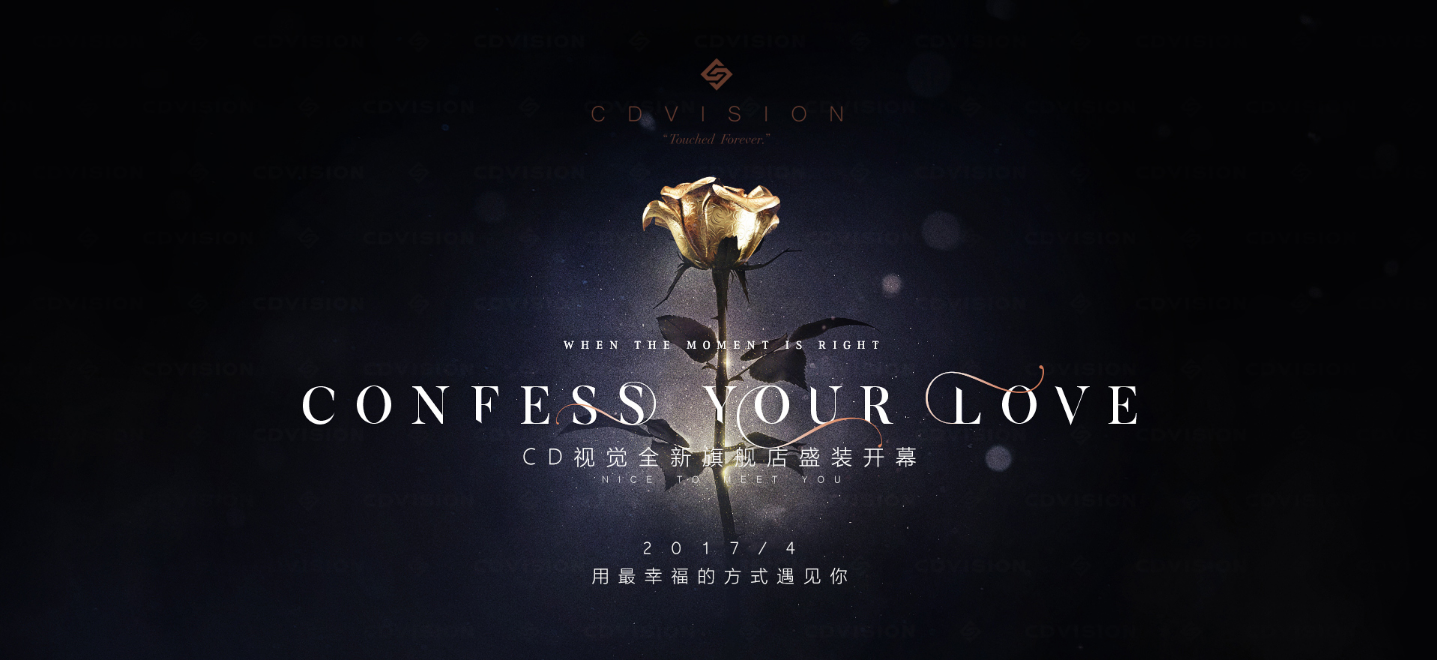 CDVISION
"Touched Forever."
WHEN THE MOMENT IS RIGHT
CONFESS YOUR LOVE
CD视觉全新旗舰店盛装开幕
NICE TO MEET YOU
2017/4
用最幸福的方式遇见你